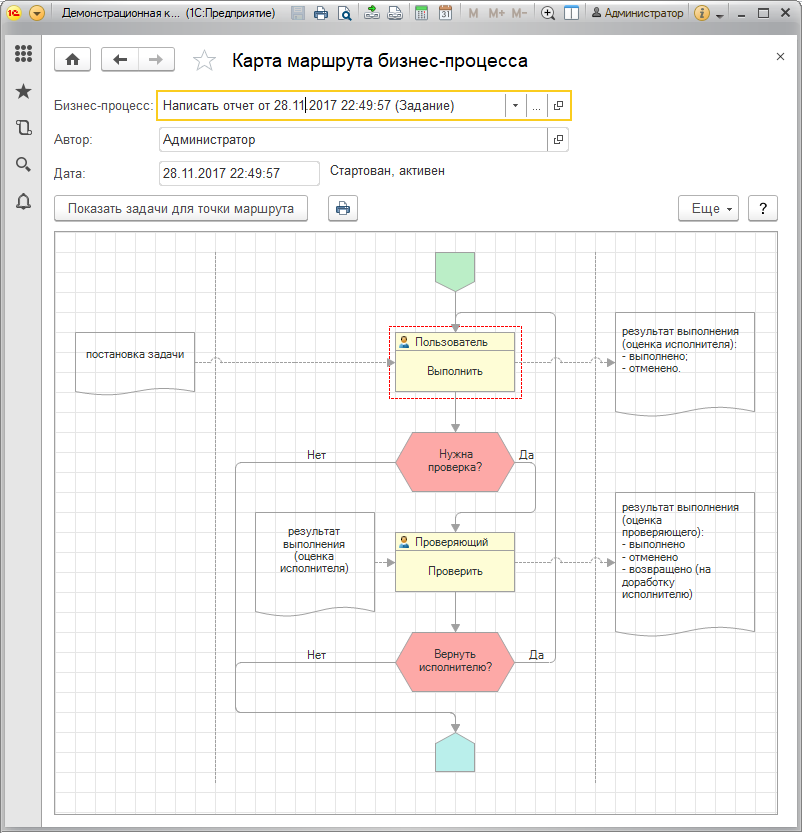 Демонстрационная к... (1С:Предприятие)
M M+ M−
31
Администратор
Карта маршрута бизнес-процесса
Бизнес-процесс: Написать отчет от 28.11.2017 22:49:57 (Задание)
...
Автор: Администратор
Дата: 28.11.2017 22:49:57 Стартован, активен
Показать задачи для точки маршрута
Еще
?
постановка задачи
Пользователь
Выполнить
результат выполнения
(оценка исполнителя):
- выполнено;
- отменено.
Нужна
проверка?
Нет
Да
результат
выполнения
(оценка
исполнителя)
Проверяющий
Проверить
результат выполнения
(оценка
проверяющего):
- выполнено
- отменено
- возвращено (на
доработку
исполнителю)
Вернуть
исполнителю?
Нет
Да